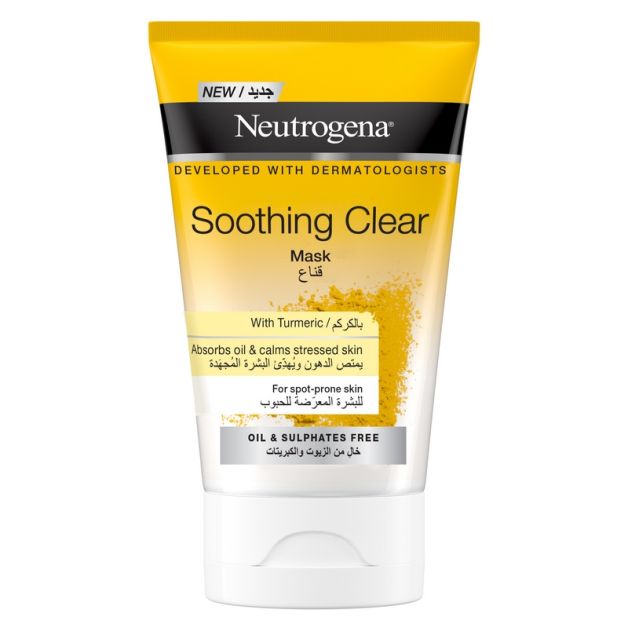 NEW / جديد
Neutrogena®
DEVELOPED WITH DERMATOLOGISTS
Soothing Clear
Mask
قناع
With Turmeric / بالكركم
Absorbs oil & calms stressed skin
يمتص الدهون ويُهدِّئ البشرة المُجهَدة
For spot-prone skin
للبشرة المعرّضة للحبوب
OIL & SULPHATES FREE
خالٍ من الزيوت والكبريتات